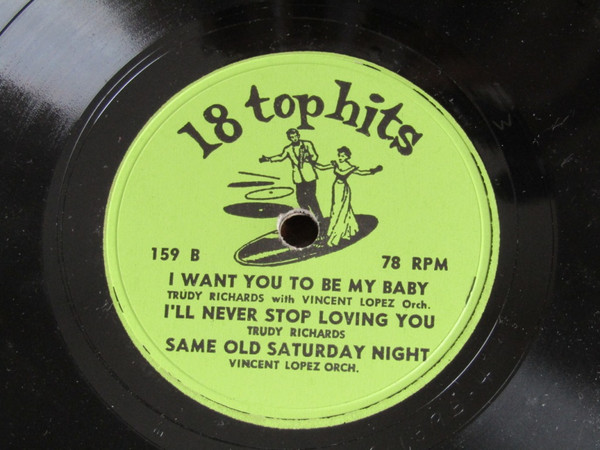 18 top hits
159 B 78 RPM
I WANT YOU TO BE MY BABY
TRUDY RICHARDS with VINCENT LOPEZ Orch.
I'LL NEVER STOP LOVING YOU
TRUDY RICHARDS
SAME OLD SATURDAY NIGHT
VINCENT LOPEZ ORCH.